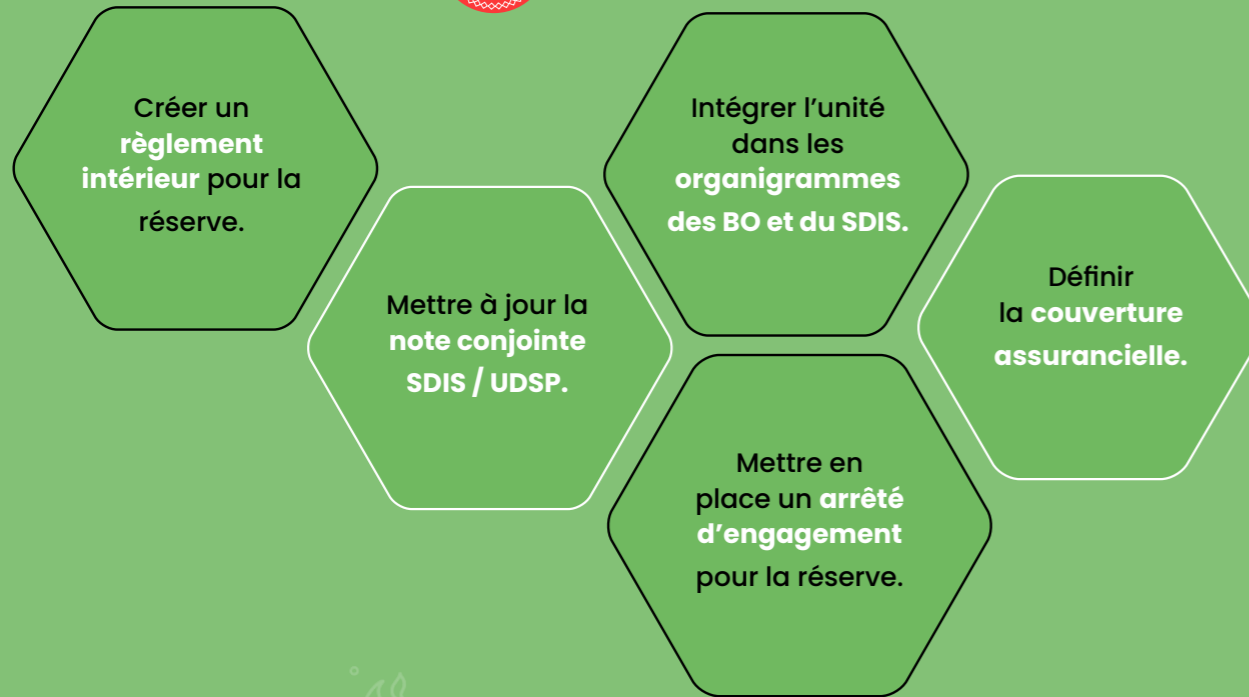 Créer un
règlement
intérieur pour la
réserve.
Mettre à jour la
note conjointe
SDIS / UDSP.
Intégrer l’unité
dans les
organigrammes
des BO et du SDIS.
Mettre en
place un arrêté
d’engagement
pour la réserve.
Définir
la couverture
assurancielle.